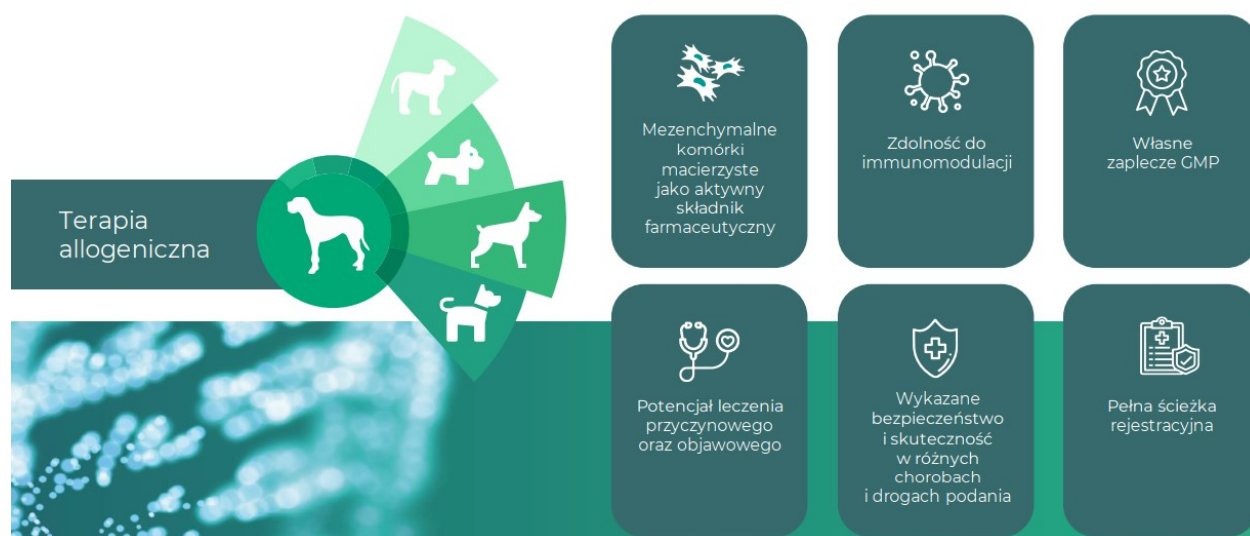 Terapia
allogeniczna
Mezenchymalne
komórki
macierzyste
jako aktywny
składnik
farmaceutyczny
Zdolność do
immunomodulacji
Własne
zaplecze GMP
Potencjał leczenia
przyczynowego
oraz objawowego
Wykazane
bezpieczeństwo
i skuteczność
w różnych
chorobach
i drogach podania
Pełna ścieżka
rejestracyjna